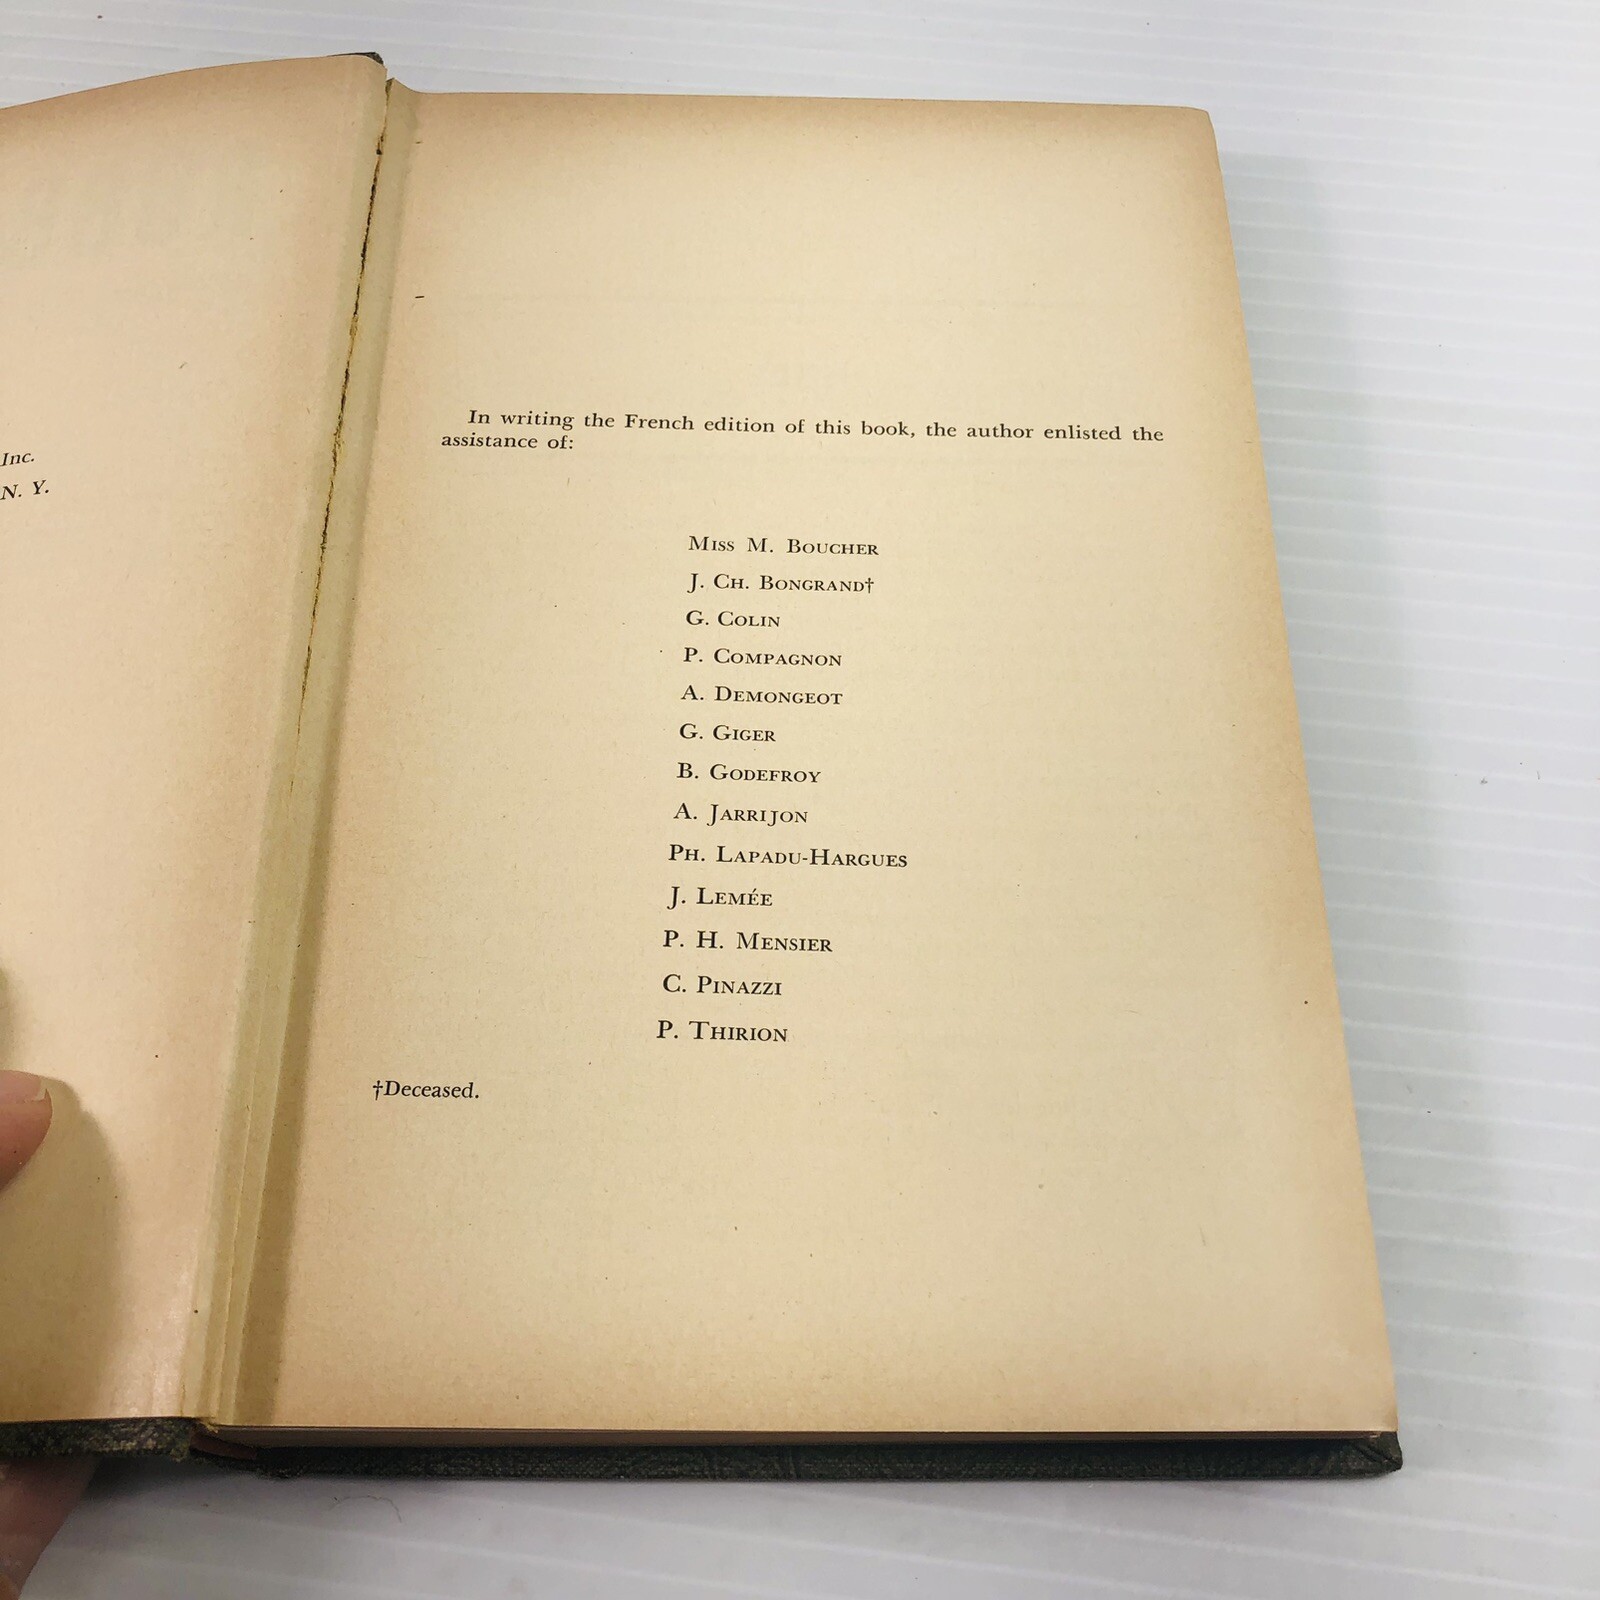 Inc.
N. Y.
In writing the French edition of this book, the author enlisted the
assistance of:
Miss M. Boucher
J. Ch. Bongrand†
G. Colin
P. Compagnon
A. Demongeot
G. Giger
B. Godefroy
A. Jarrijon
Ph. Lapadu-Hargues
J. Lemée
P. H. Mensier
C. Pinazzi
P. Thirion
†Deceased.